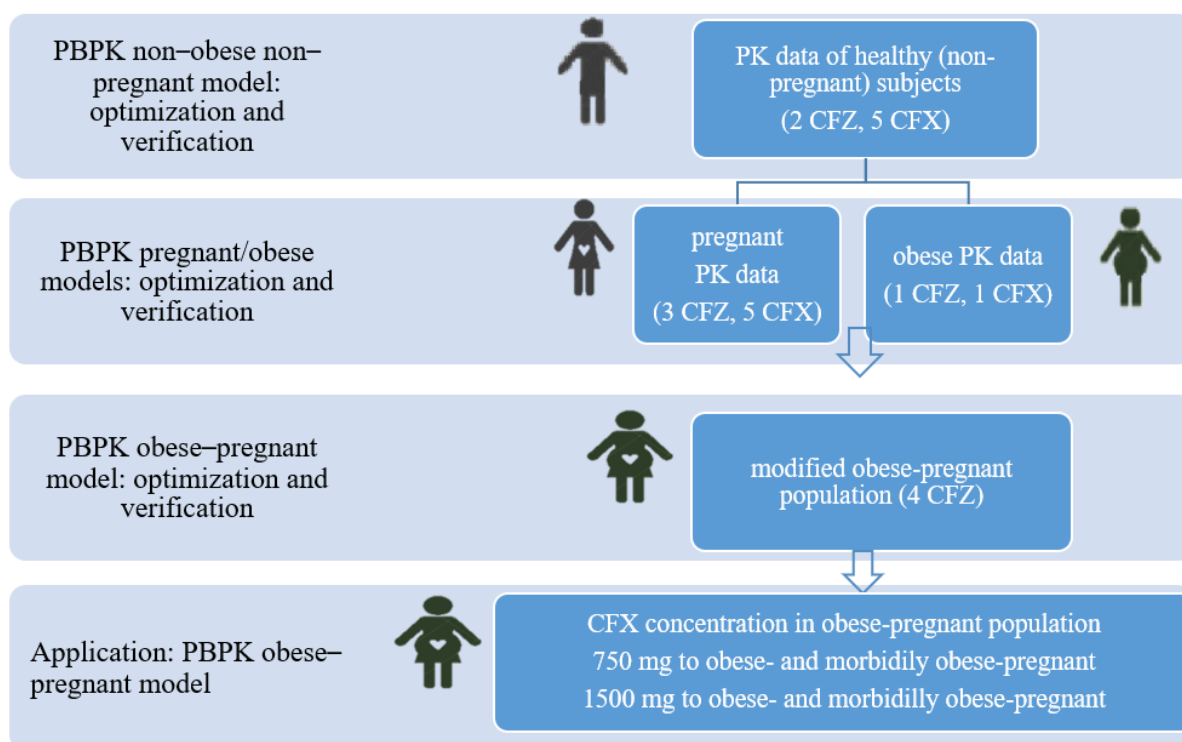 PBPK non–obese non–
pregnant model:
optimization and
verification
PK data of healthy (non-
pregnant) subjects
(2 CFZ, 5 CFX)
PBPK pregnant/obese
models: optimization and
verification
pregnant
PK data
(3 CFZ, 5 CFX)
obese PK data
(1 CFZ, 1 CFX)
PBPK obese–pregnant
model: optimization and
verification
modified obese-pregnant
population (4 CFZ)
Application: PBPK obese–
pregnant model
CFX concentration in obese-pregnant population
750 mg to obese- and morbidily obese-pregnant
1500 mg to obese- and morbidilly obese-pregnant